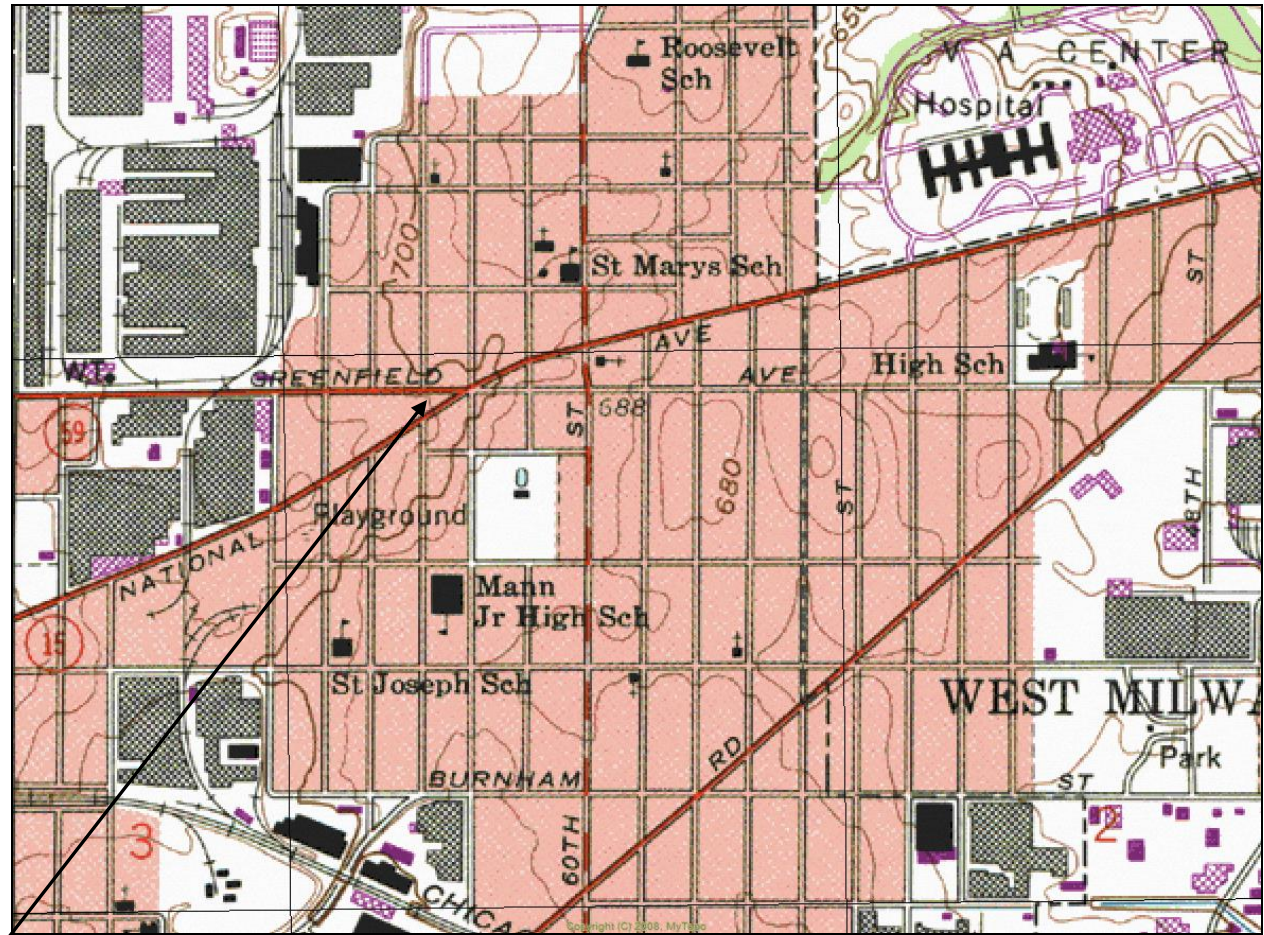 650
Roosevelt
Sch
V A CENTER
Hospital
700
St Marys Sch
ST
AVE
W.T.
GREENFIELD
AVE
High Sch
59
688
ST
680
ST
48TH
Playground
NATIONAL
Mann
Jr High Sch
15
St Joseph Sch
WEST MILWA
RD
Park
BURNHAM
ST
3
2
60TH
CHICAG
Copyright (C) 2008, MyTopo